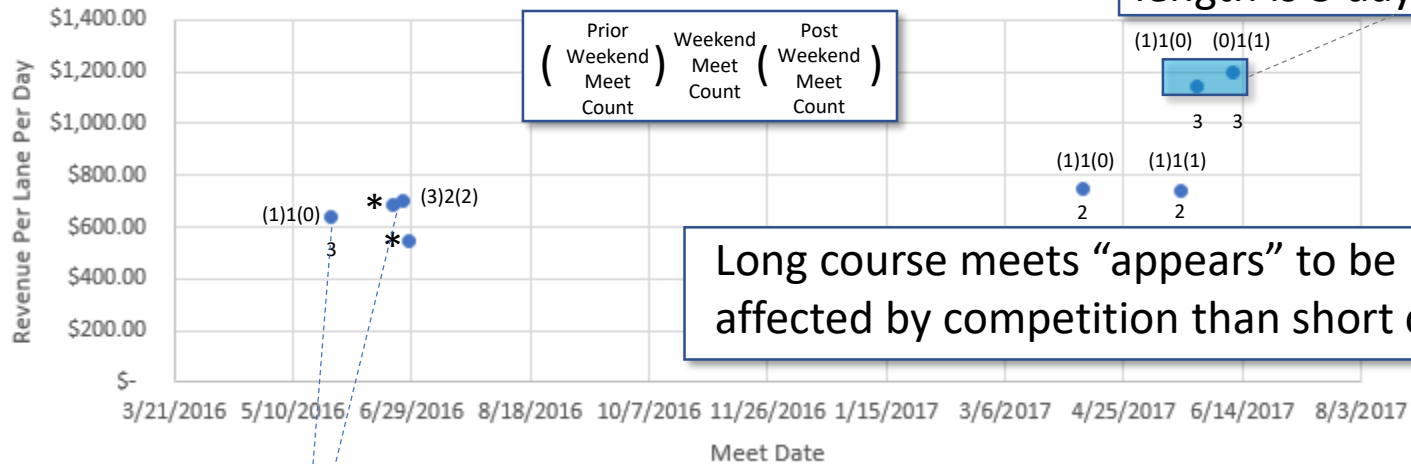 $1,400.00
$1,200.00
$1,000.00
$800.00
$600.00
$400.00
$200.00
$-
Revenue Per Lane Per Day
( Prior Weekend Meet Count ) Weekend Meet Count ( Post Weekend Meet Count )
(1)1(0) (0)1(1)
3 3
(1)1(0) (1)1(1)
2 2
(1)1(0)
3
* (3)2(2)
*
Long course meets “appears” to be
affected by competition than short
3/21/2016 5/10/2016 6/29/2016 8/18/2016 10/7/2016 11/26/2016 1/15/2017 3/6/2017 4/25/2017 6/14/2017 8/3/2017
Meet Date